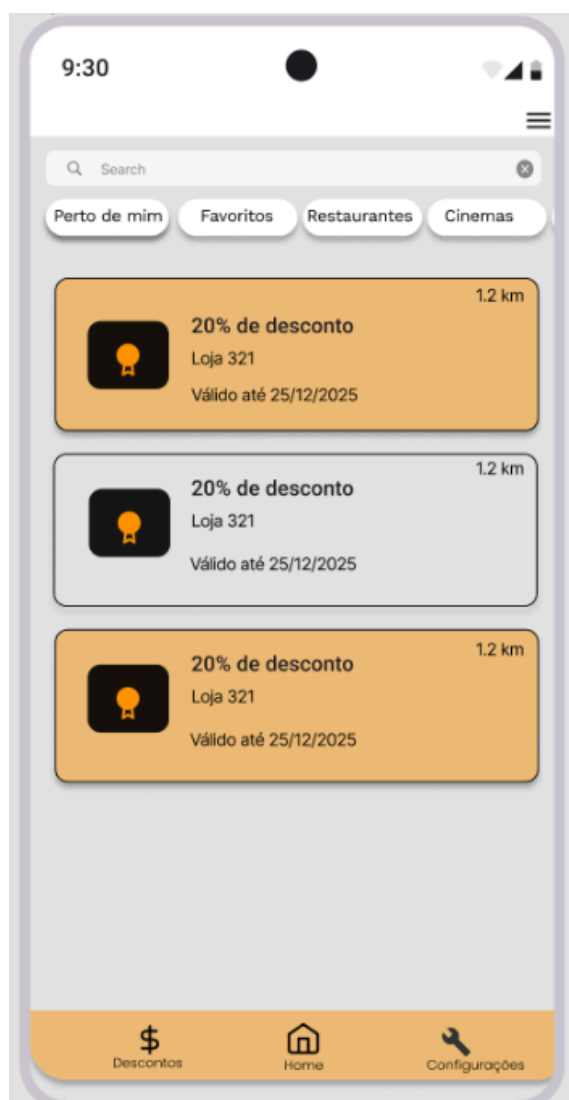 9:30
Search
Perto de mim Favoritos Restaurantes Cinemas
1.2 km
20% de desconto
Loja 321
Válido até 25/12/2025
1.2 km
20% de desconto
Loja 321
Válido até 25/12/2025
1.2 km
20% de desconto
Loja 321
Válido até 25/12/2025
Descontos Home Configurações